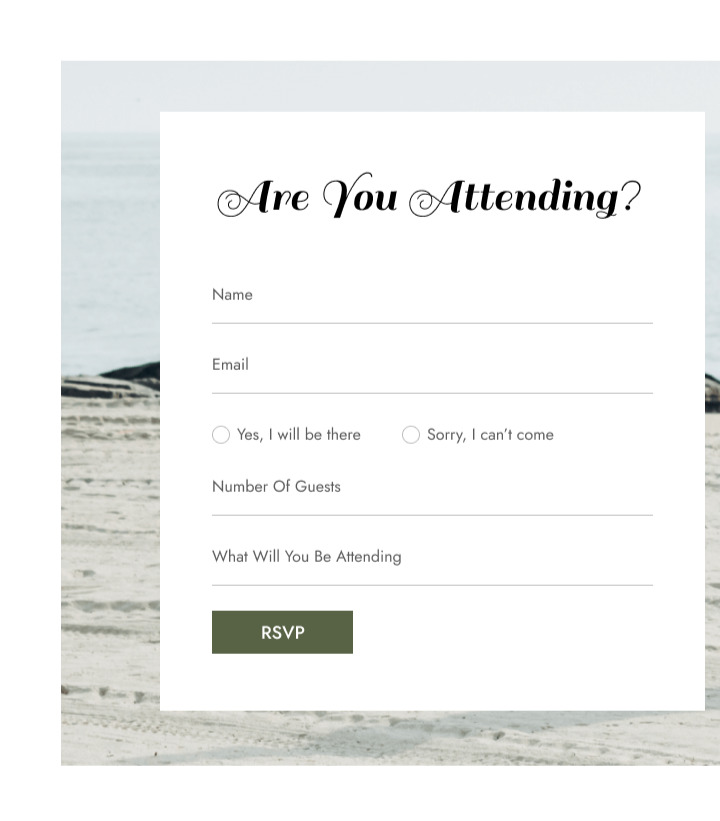 Are You Attending?
Name
Email
Yes, I will be there
Sorry, I can't come
Number Of Guests
What Will You Be Attending
RSVP